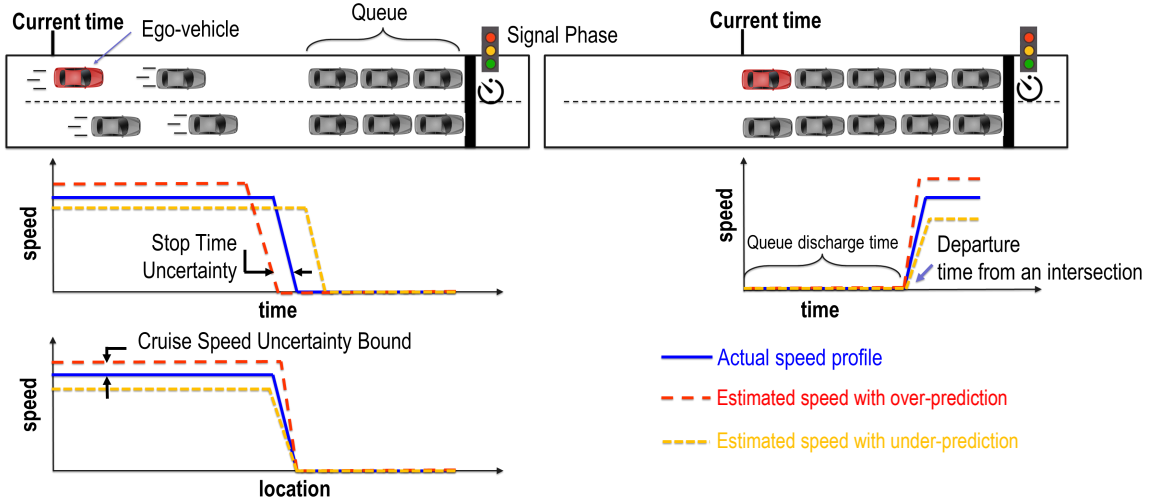 Current time
Ego-vehicle
Queue
Signal Phase
Current time
speed
Stop Time
Uncertainty
time
speed
Queue discharge time
Departure
time from an intersection
time
Cruise Speed Uncertainty Bound
speed
location
Actual speed profile
Estimated speed with over-prediction
Estimated speed with under-prediction